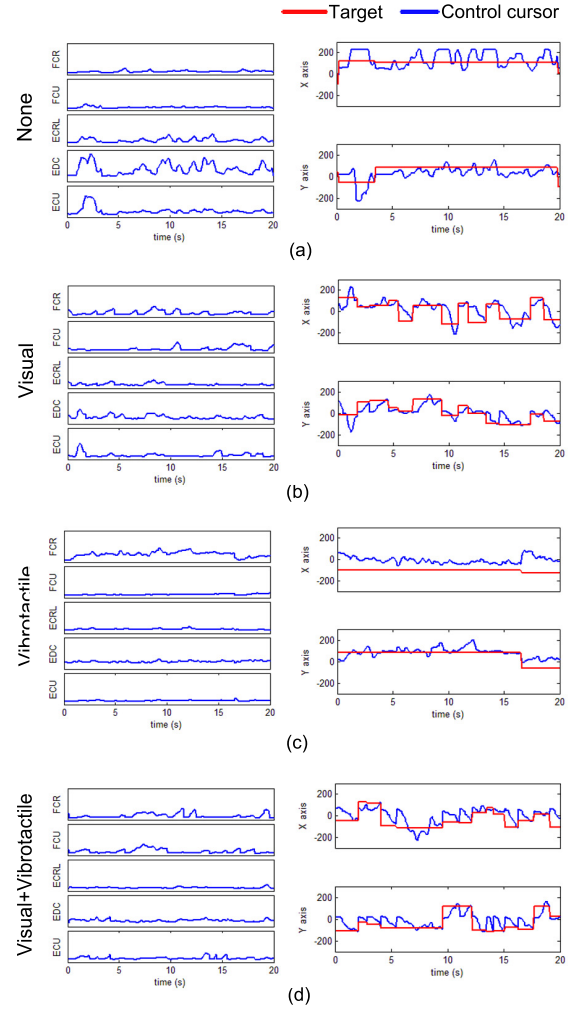 Target Control cursor
None
FCR
FCU
ECRL
EDC
ECU
0 5 10 15 20
time (s)
X axis
200
0
-200
Y axis
200
0
-200
0 5 10 15 20
time (s)
(a)
Visual
FCR
FCU
ECRL
EDC
ECU
0 5 10 15 20
time (s)
X axis
200
0
-200
Y axis
200
0
-200
0 5 10 15 20
time (s)
(b)
Vibrotactile
FCR
FCU
ECRL
EDC
ECU
0 5 10 15 20
time (s)
X axis
200
0
-200
Y axis
200
0
-200
0 5 10 15 20
time (s)
(c)
Visual+Vibrotactile
FCR
FCU
ECRL
EDC
ECU
0 5 10 15 20
time (s)
X axis
200
0
-200
Y axis
200
0
-200
0 5 10 15 20
time (s)
(d)